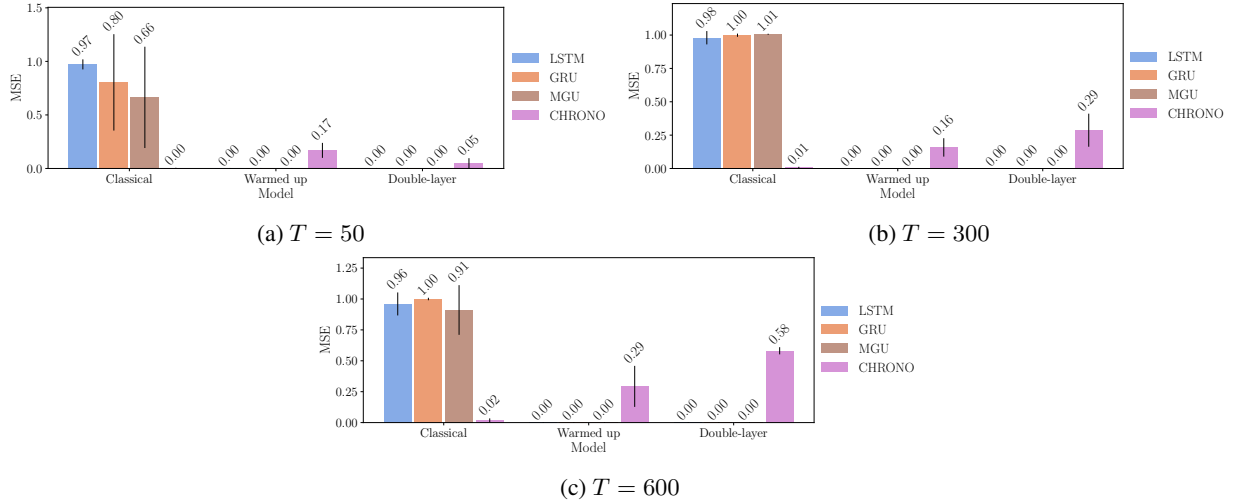 1.5
1.0
0.5
0.0
MSE
0.97
0.80
0.66
0.00
0.00
0.00
0.00
0.17
0.00
0.00
0.00
0.05
Classical
Warmed up
Double-layer
Model
LSTM
GRU
MGU
CHRONO
(a) T = 50
1.00
0.75
0.50
0.25
0.00
MSE
0.98
1.00
1.01
0.01
0.00
0.00
0.00
0.16
0.00
0.00
0.00
0.29
Classical
Warmed up
Double-layer
Model
LSTM
GRU
MGU
CHRONO
(b) T = 300
1.25
1.00
0.75
0.50
0.25
0.00
MSE
0.96
1.00
0.91
0.02
0.00
0.00
0.00
0.29
0.00
0.00
0.00
0.58
Classical
Warmed up
Double-layer
Model
LSTM
GRU
MGU
CHRONO
(c) T = 600